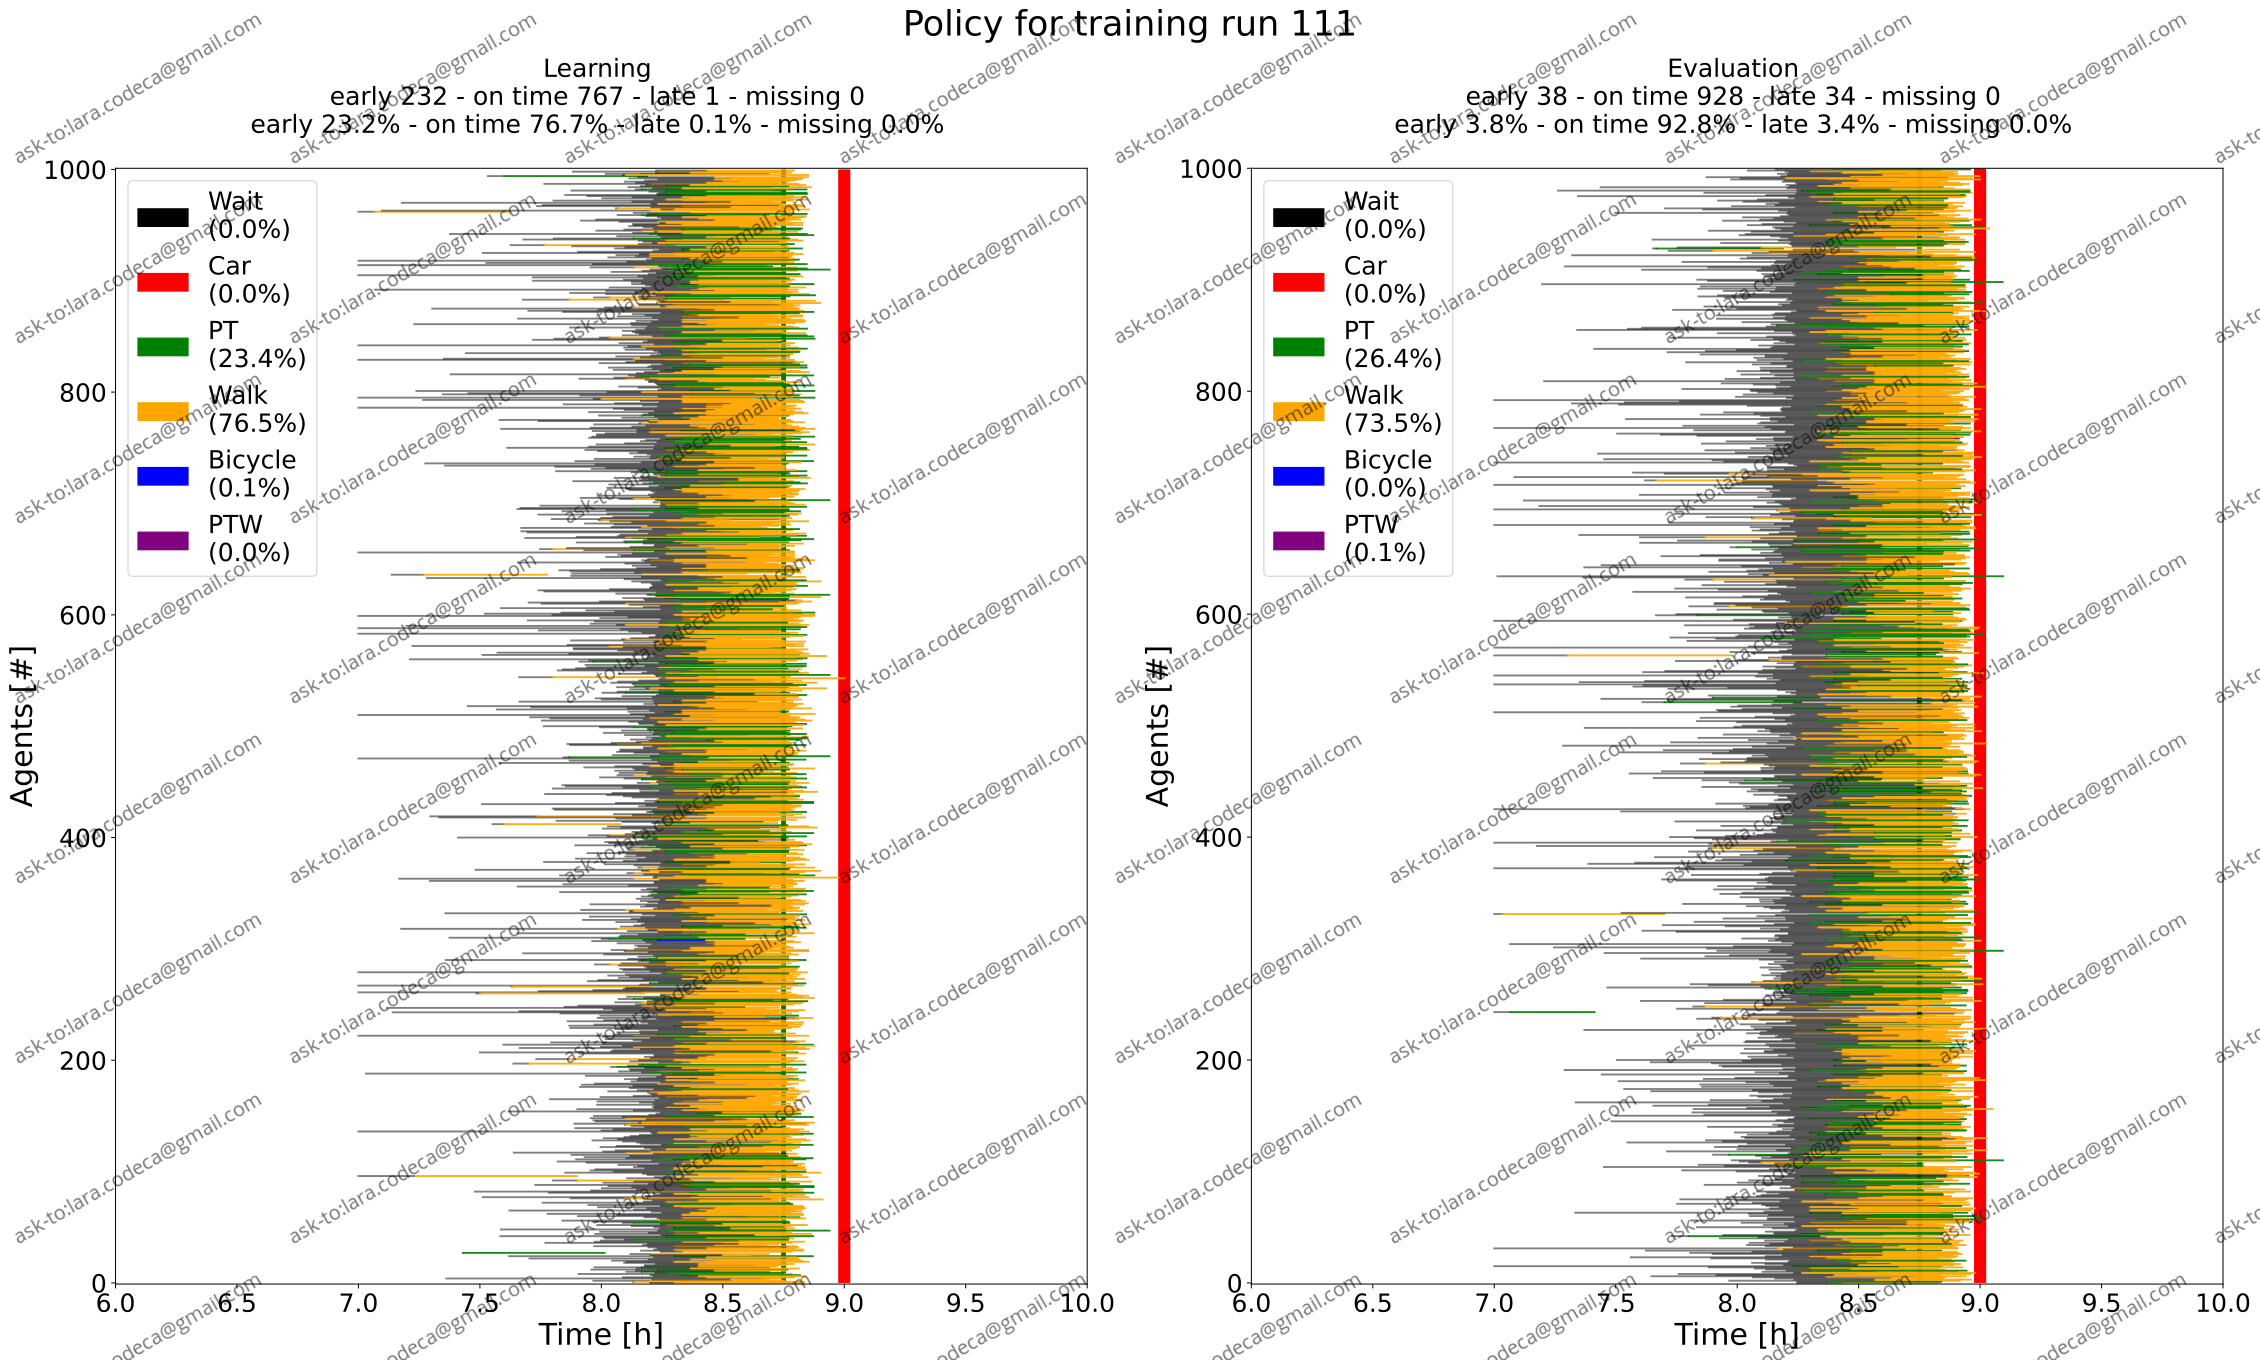 Policy for training run 111
Learning
early 232 - on time 767 - late 1 - missing 0
early 23.2% - on time 76.7% - late 0.1% - missing 0.0%
Agents [#]
1000
800
600
400
200
0
Wait
(0.0%)
Car
(0.0%)
PT
(23.4%)
Walk
(76.5%)
Bicycle
(0.1%)
PTW
(0.0%)
6.0 6.5 7.0 7.5 8.0 8.5 9.0 9.5 10.0
Time [h]
Evaluation
early 38 - on time 928 - late 34 - missing 0
early 3.8% - on time 92.8% - late 3.4% - missing 0.0%
Agents [#]
1000
800
600
400
200
0
Wait
(0.0%)
Car
(0.0%)
PT
(26.4%)
Walk
(73.5%)
Bicycle
(0.0%)
PTW
(0.1%)
6.0 6.5 7.0 7.5 8.0 8.5 9.0 9.5 10.0
Time [h]
ask-to:lara.codeca@gmail.com